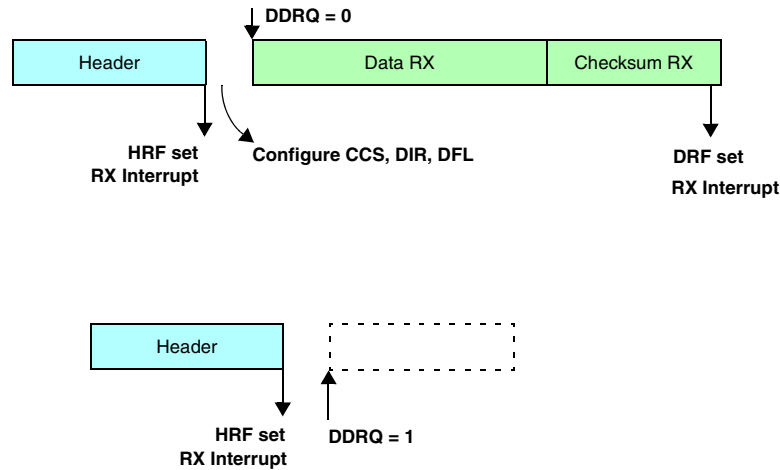 DDRQ = 0
Header
Data RX
Checksum RX
HRF set
RX Interrupt
Configure CCS, DIR, DFL
DRF set
RX Interrupt
Header
HRF set
RX Interrupt
DDRQ = 1